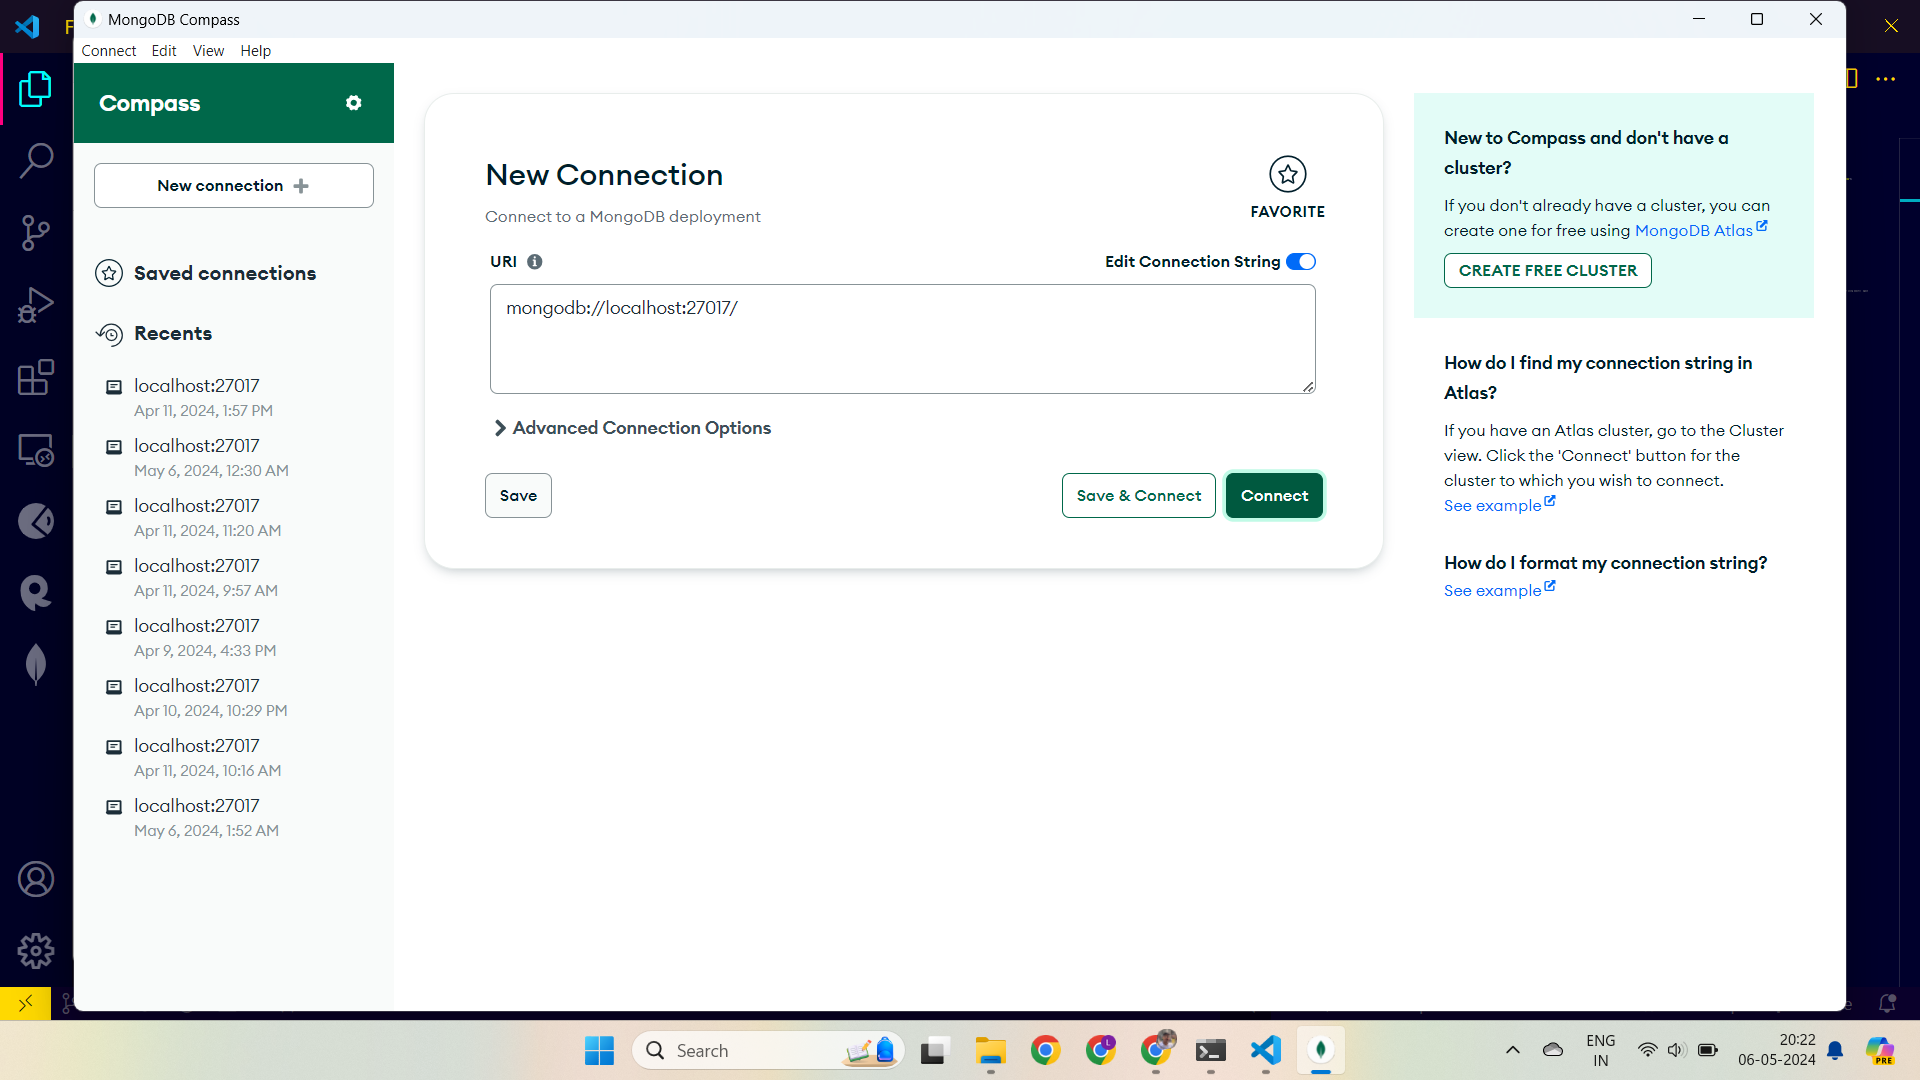 MongoDB Compass
Connect Edit View Help
Compass
New connection
Saved connections
Recents
localhost:27017
Apr 11, 2024, 1:57 PM
localhost:27017
May 6, 2024, 12:30 AM
localhost:27017
Apr 11, 2024, 11:20 AM
localhost:27017
Apr 11, 2024, 9:57 AM
localhost:27017
Apr 9, 2024, 4:33 PM
localhost:27017
Apr 10, 2024, 10:29 PM
localhost:27017
Apr 11, 2024, 10:16 AM
localhost:27017
May 6, 2024, 1:52 AM
New Connection
FAVORITE
Connect to a MongoDB deployment
URI
Edit Connection String
mongodb://localhost:27017/
Advanced Connection Options
Save
Save & Connect
Connect
New to Compass and don't have a
cluster?
If you don't already have a cluster, you can
create one for free using MongoDB Atlas
CREATE FREE CLUSTER
How do I find my connection string in
Atlas?
If you have an Atlas cluster, go to the Cluster
view. Click the 'Connect' button for the
cluster to which you wish to connect.
See example
How do I format my connection string?
See example
Search
L
ENG
IN
20:22
06-05-2024
PRE